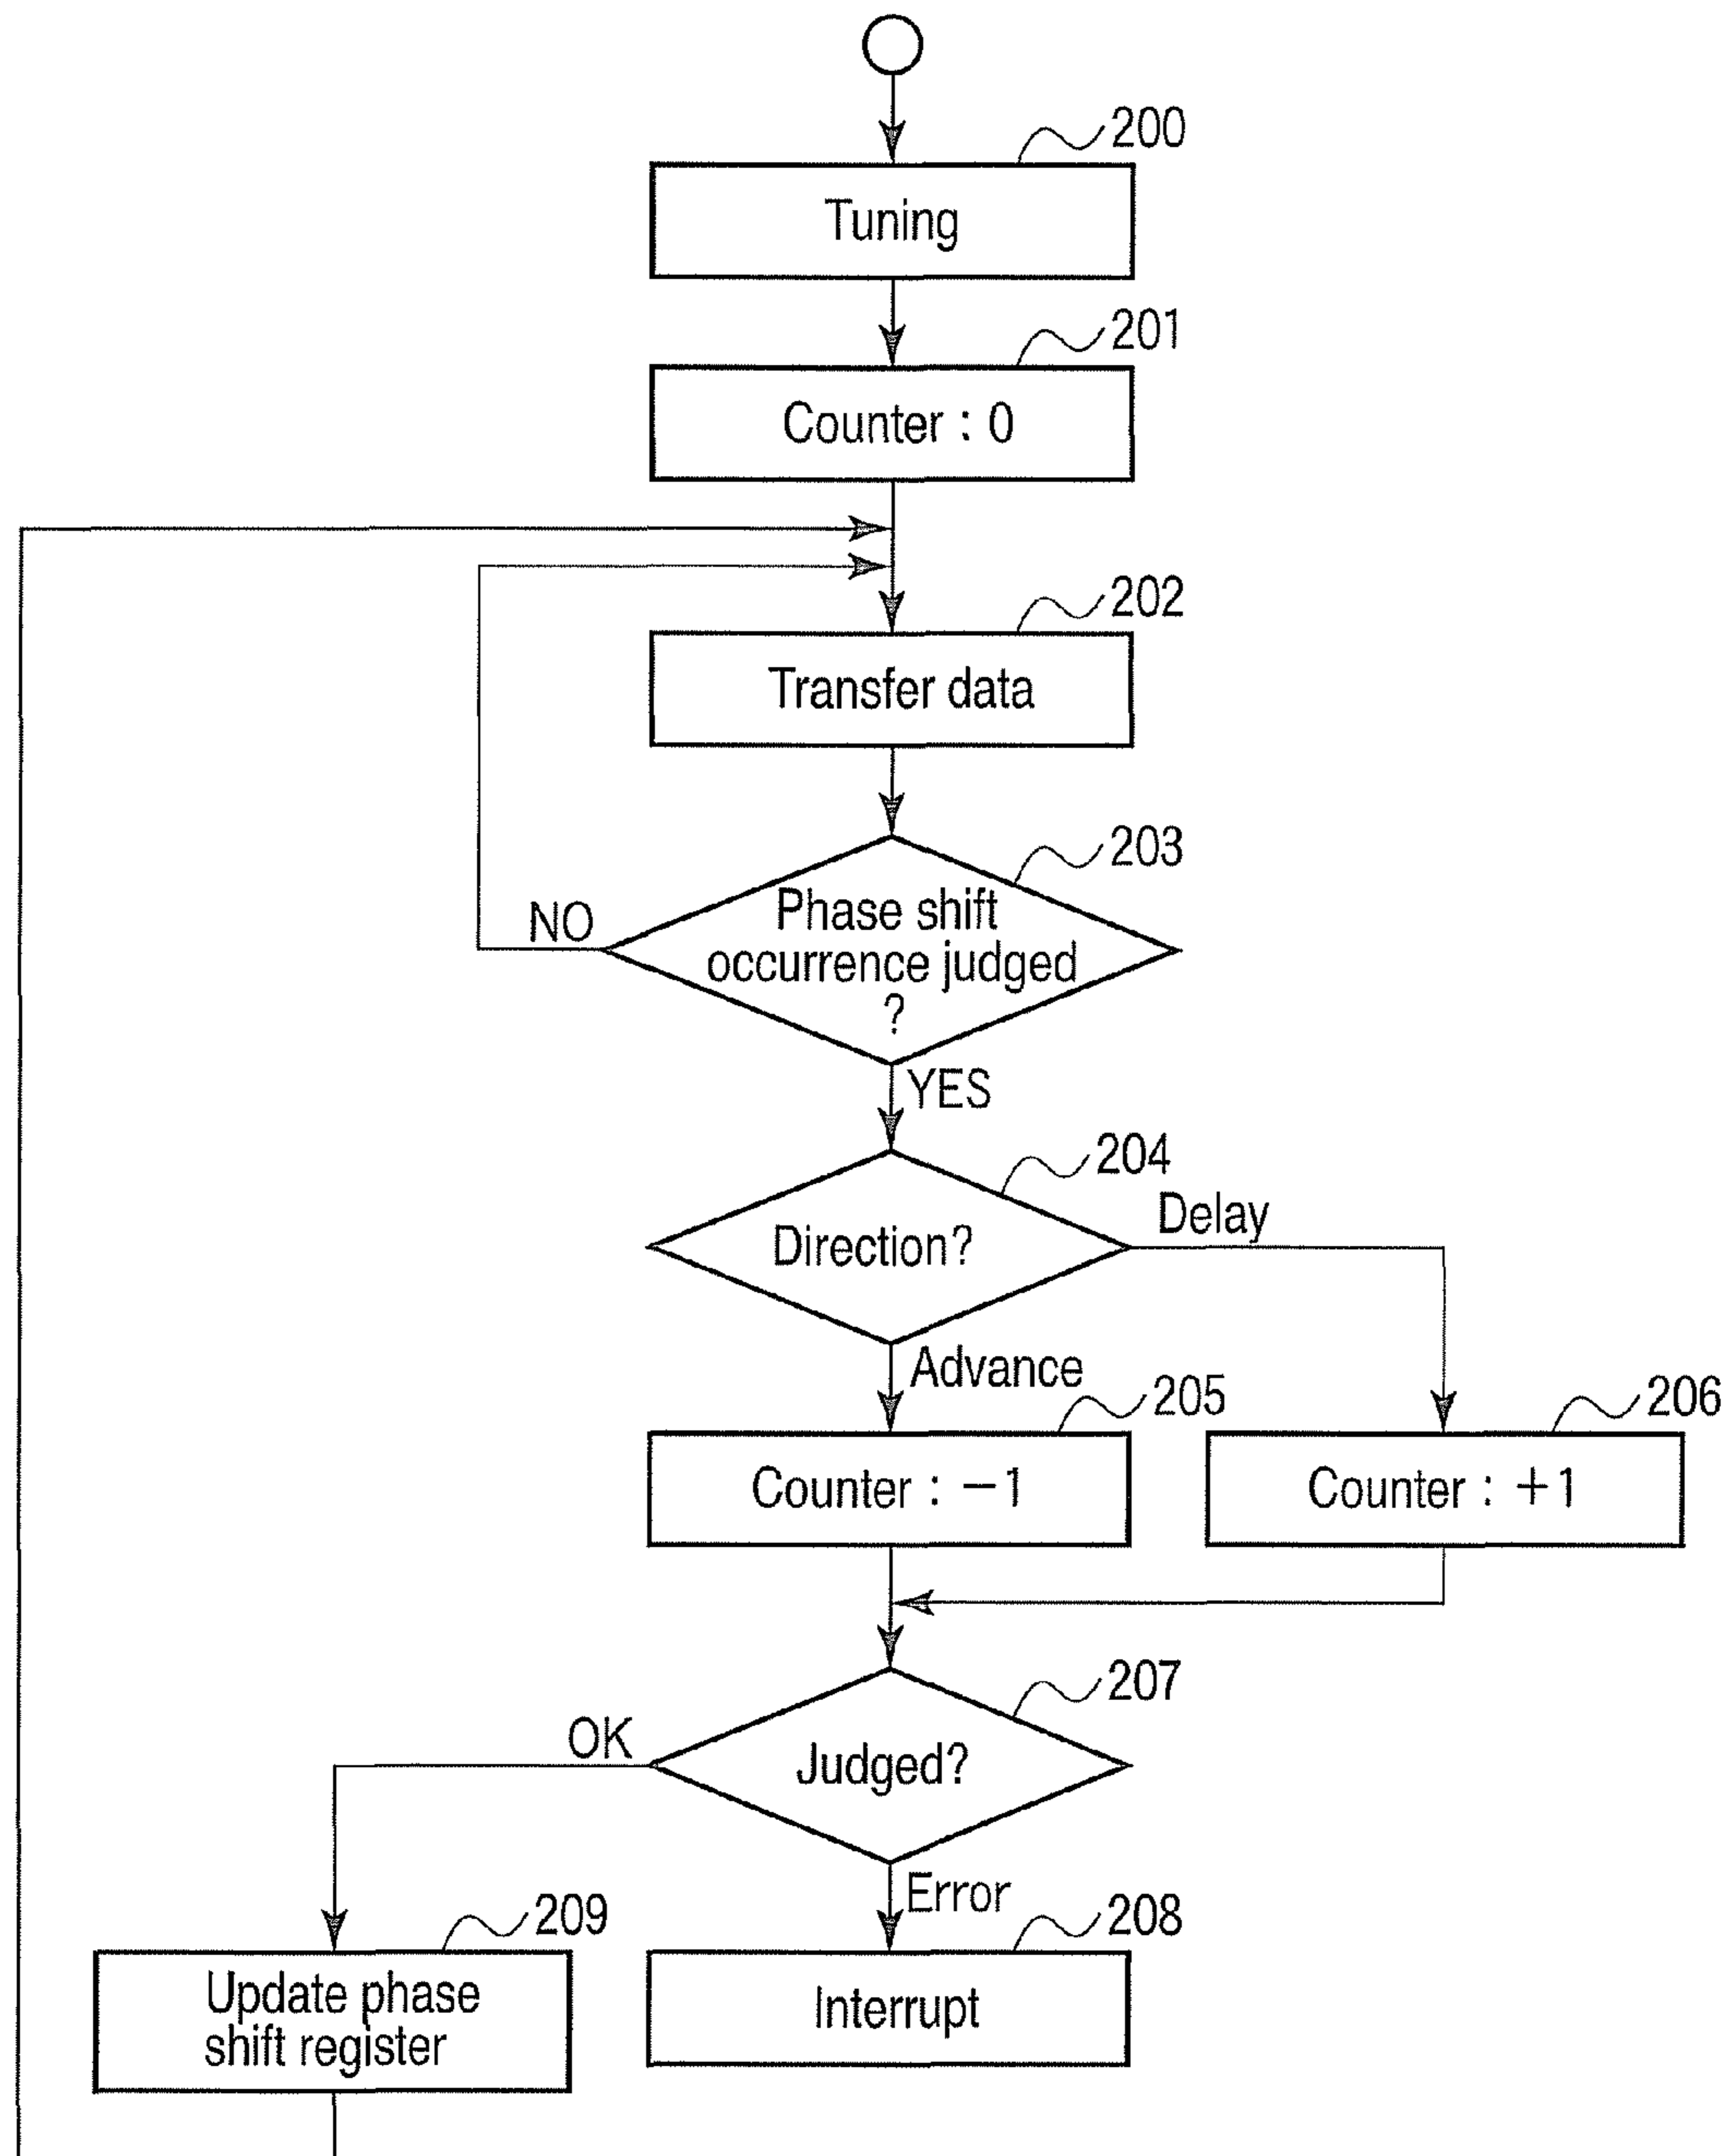 200
Tuning
201
Counter : 0
202
Transfer data
203
Phase shift
occurrence judged
?
NO
YES
204
Direction?
Delay
Advance
205
206
Counter : −1
Counter : +1
207
OK
Judged?
Error
209
208
Update phase
shift register
Interrupt